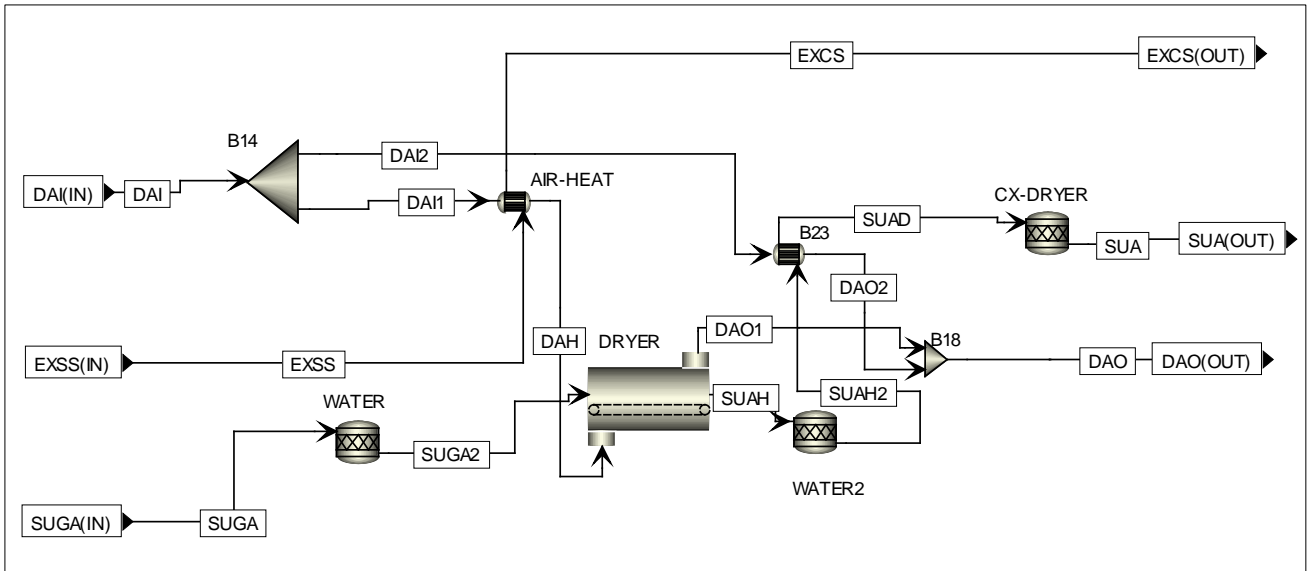 EXCS
EXCS(OUT)
B14
DAI2
AIR-HEAT
DAI(IN)
DAI
DAI1
CX-DRYER
SUAD
B23
SUA
SUA(OUT)
DAO2
DAO1
B18
DAH
DRYER
EXSS(IN)
EXSS
DAO
DAO(OUT)
SUAH
SUAH2
WATER
SUGA2
WATER2
SUGA(IN)
SUGA